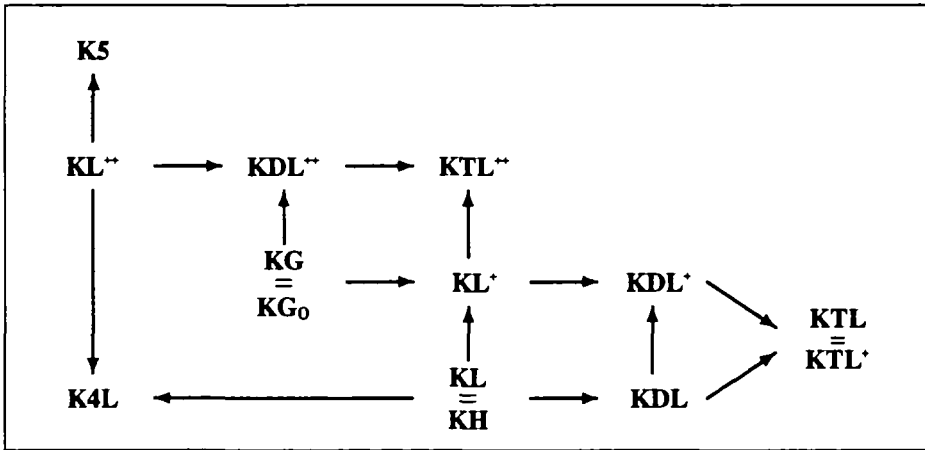 K5
KL⁺⁺ KDL⁺⁺ KTL⁺⁺
KG
=
KG₀
KL⁺ KDL⁺
KTL
=
KTL⁺
K4L
KL
=
KH
KDL